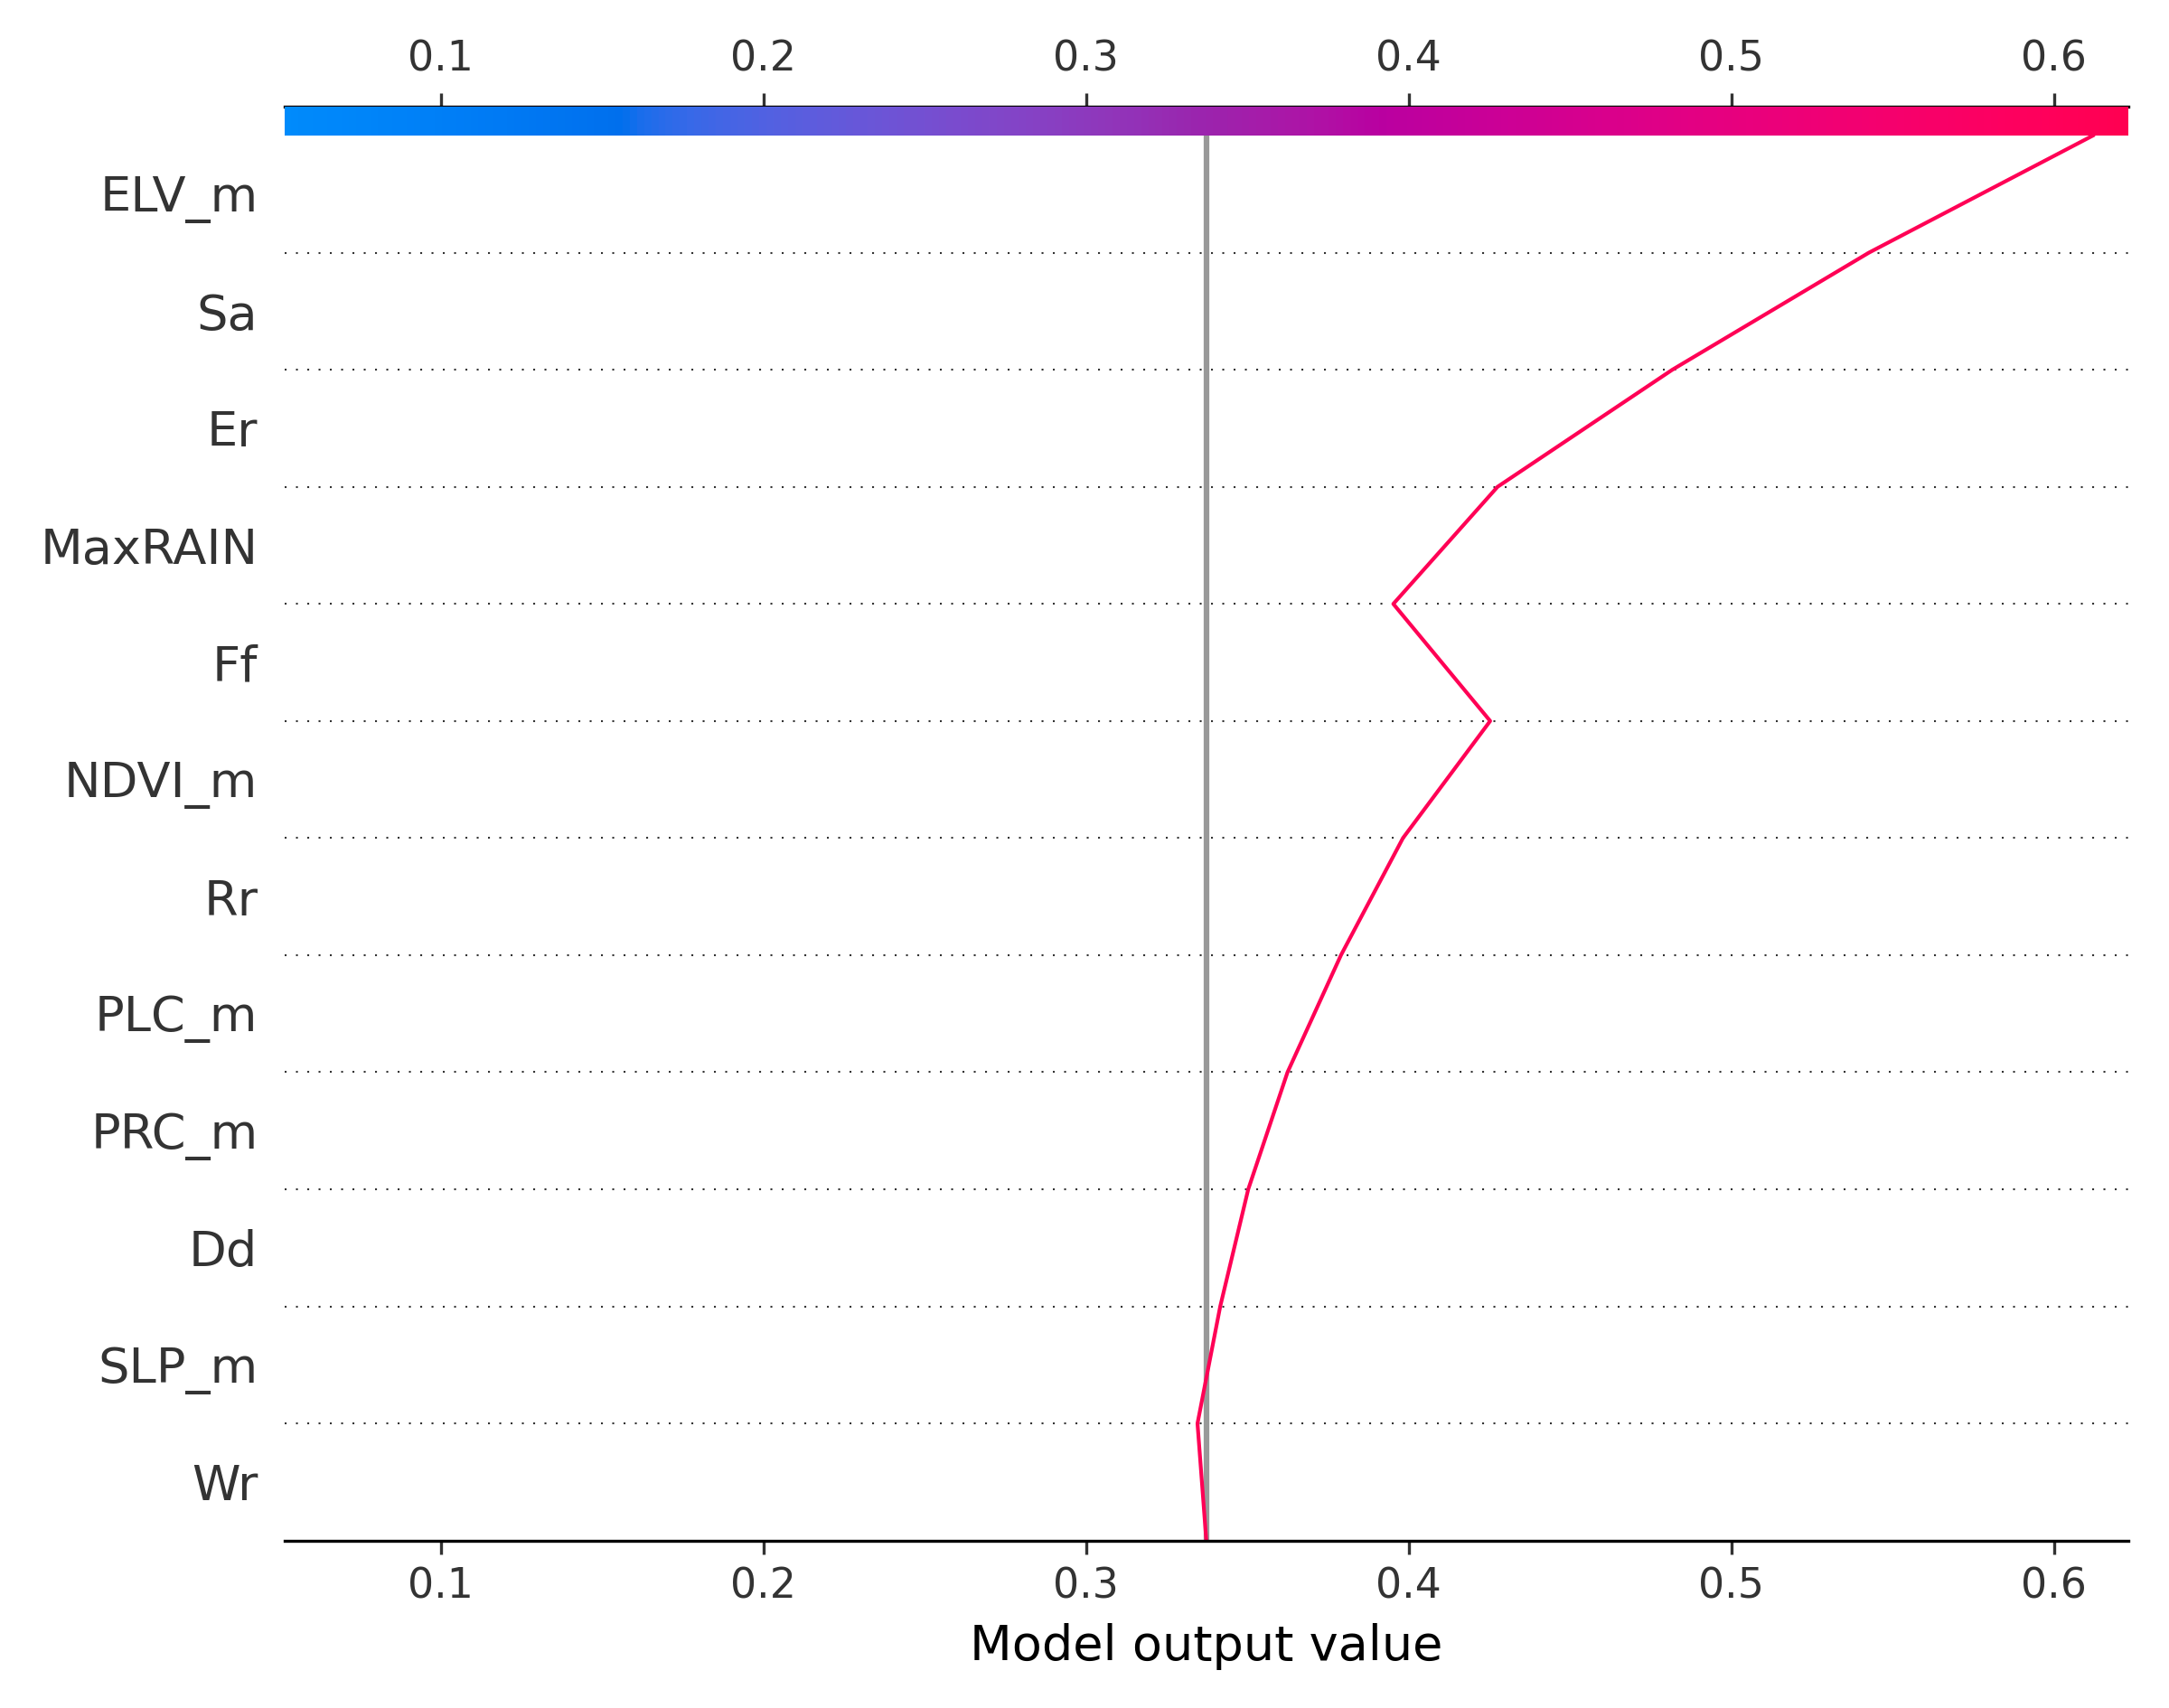 0.1 0.2 0.3 0.4 0.5 0.6
ELV_m
Sa
Er
MaxRAIN
Ff
NDVI_m
Rr
PLC_m
PRC_m
Dd
SLP_m
Wr
0.1 0.2 0.3 0.4 0.5 0.6
Model output value